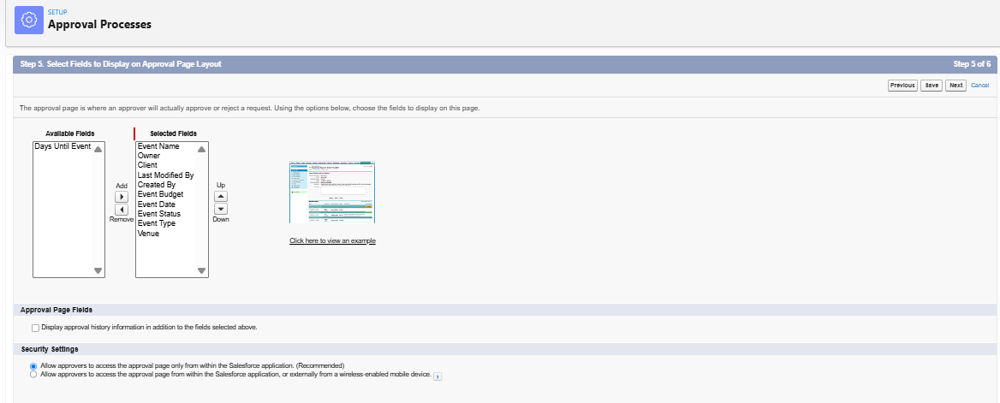 SETUP
Approval Processes
Step 5. Select Fields to Display on Approval Page Layout
Step 5 of 6
Previous Save Next Cancel
The approval page is where an approver will actually approve or reject a request. Using the options below, choose the fields to display on this page.
Available Fields
Selected Fields
Days Until Event
Add
Remove
Event Name
Owner
Client
Last Modified By
Created By
Event Budget
Event Date
Event Status
Event Type
Venue
Up
Down
Click here to view an example
Approval Page Fields
Display approval history information in addition to the fields selected above.
Security Settings
Allow approvers to access the approval page only from within the Salesforce application. (Recommended)
Allow approvers to access the approval page from within the Salesforce application, or externally from a wireless-enabled mobile device.